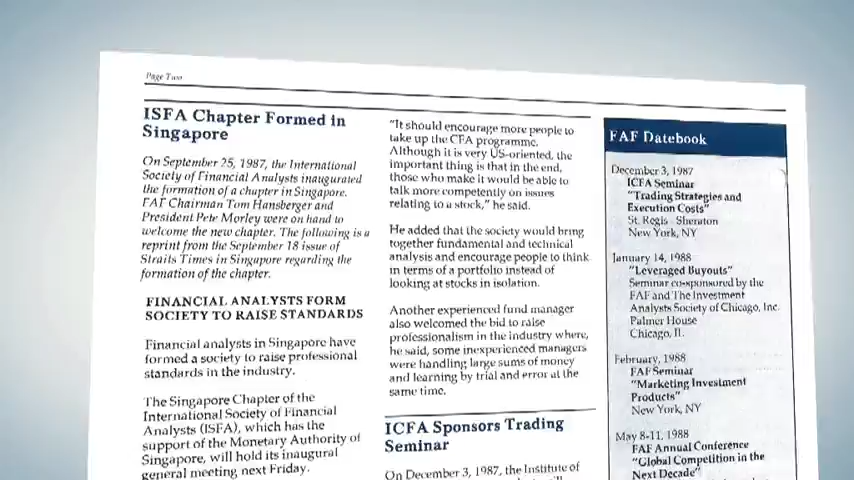 Page Two
ISFA Chapter Formed in
Singapore
On September 25, 1987, the International
Society of Financial Analysts inaugurated
the formation of a chapter in Singapore.
FAF Chairman Tom Hansberger and
President Pete Morley were on hand to
welcome the new chapter. The following is a
reprint from the September 18 issue of
Straits Times in Singapore regarding the
formation of the chapter.
FINANCIAL ANALYSTS FORM
SOCIETY TO RAISE STANDARDS
Financial analysts in Singapore have
formed a society to raise professional
standards in the industry.
The Singapore Chapter of the
International Society of Financial
Analysts (ISFA), which has the
support of the Monetary Authority of
Singapore, will hold its inaugural
general meeting next Friday.
"It should encourage more people to
take up the CFA programme.
Although it is very US-oriented, the
important thing is that in the end,
those who make it would be able to
talk more competently on issues
relating to a stock," he said.
He added that the society would bring
together fundamental and technical
analysis and encourage people to think
in terms of a portfolio instead of
looking at stocks in isolation.
Another experienced fund manager
also welcomed the bid to raise
professionalism in the industry where,
he said, some inexperienced managers
were handling large sums of money
and learning by trial and error at the
same time.
ICFA Sponsors Trading
Seminar
On December 3, 1987, the Institute of
FAF Datebook
December 3, 1987
ICFA Seminar
"Trading Strategies and
Execution Costs"
St. Regis - Sheraton
New York, NY
January 14, 1988
"Leveraged Buyouts"
Seminar co-sponsored by the
FAF and The Investment
Analysts Society of Chicago, Inc.
Palmer House
Chicago, IL
February, 1988
FAF Seminar
"Marketing Investment
Products"
New York, NY
May 8-11, 1988
FAF Annual Conference
"Global Competition in the
Next Decade"